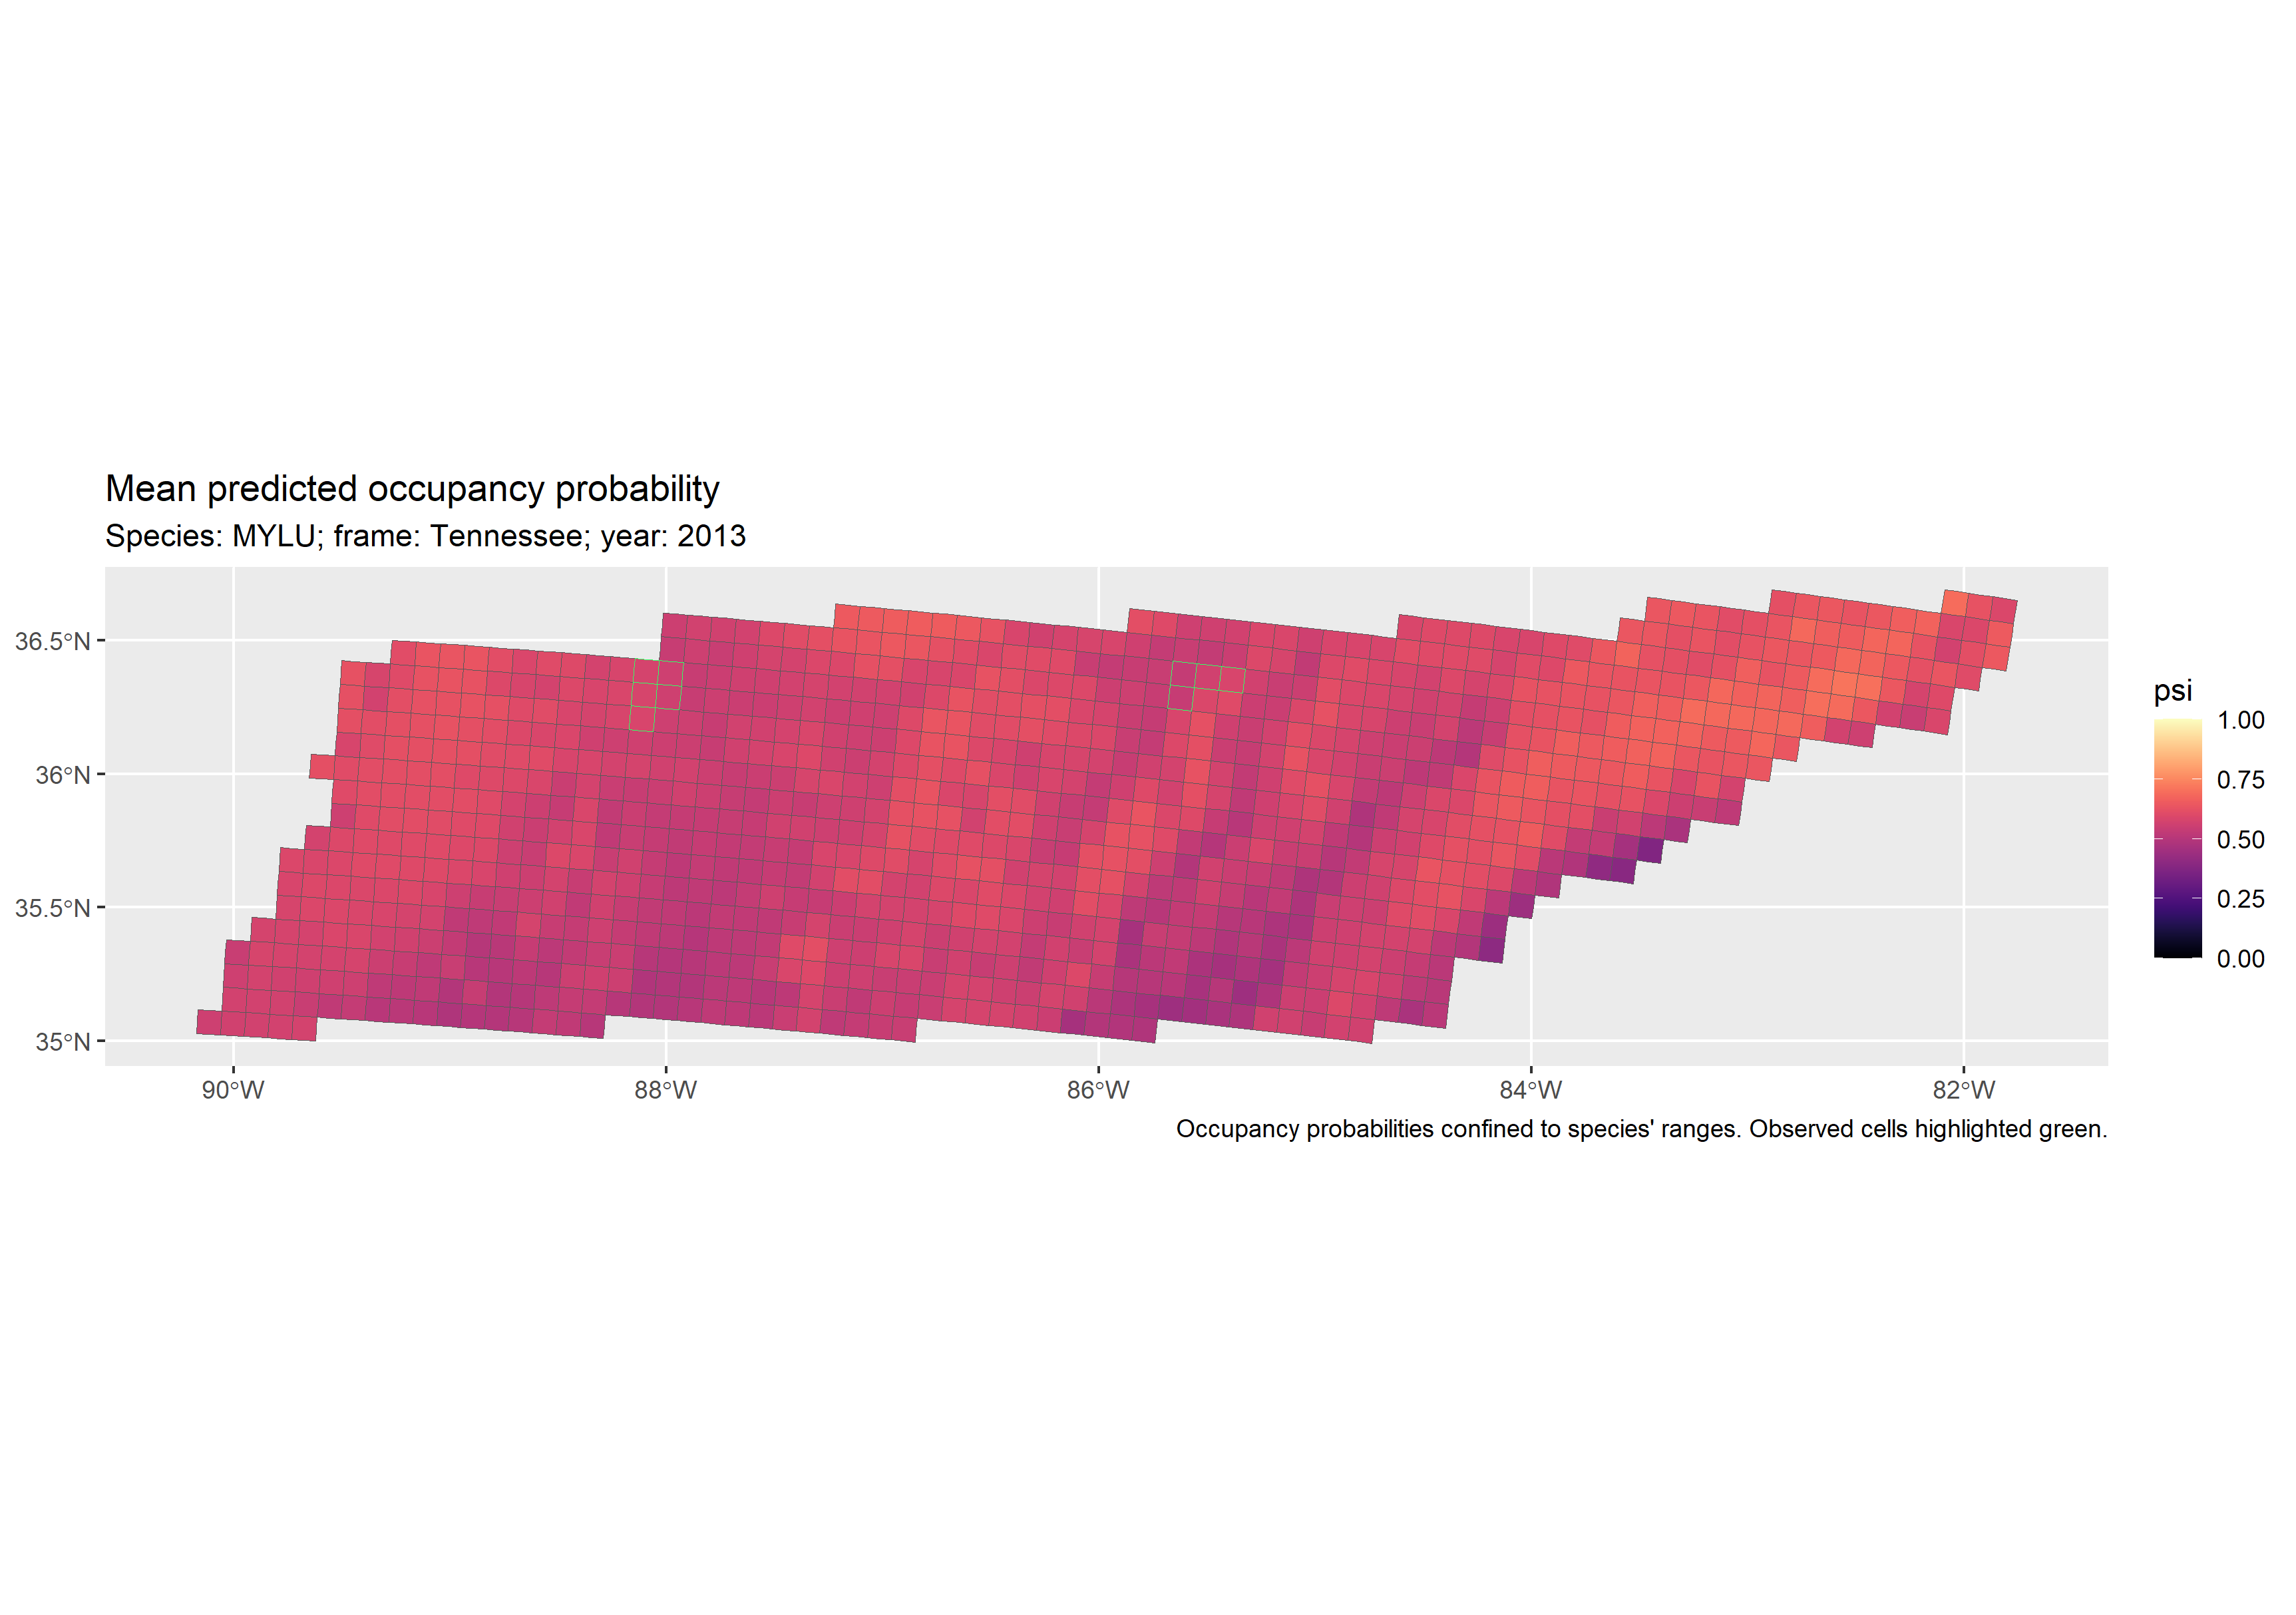 Mean predicted occupancy probability
Species: MYLU; frame: Tennessee; year: 2013
36.5°N
36°N
35.5°N
35°N
90°W
88°W
86°W
84°W
82°W
psi
1.00
0.75
0.50
0.25
0.00
Occupancy probabilities confined to species' ranges. Observed cells highlighted green.